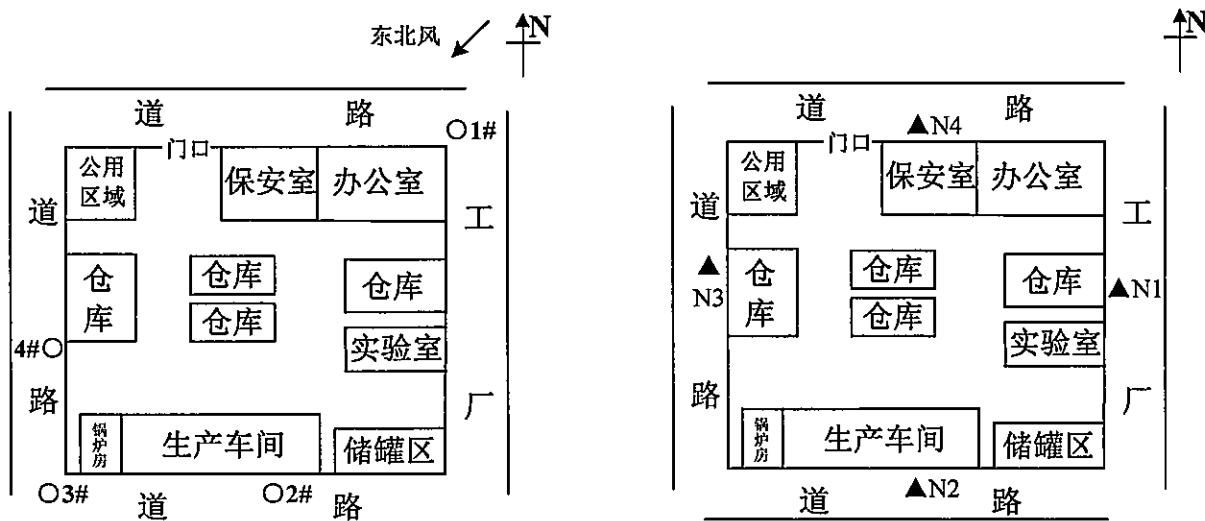 东北风
N
道 路
○1#
公用
区域
门口
保安室
办公室
道
工
仓
库
仓库
仓库
仓库
4#○
实验室
路
厂
锅
炉
房
生产车间
储罐区
○3#
道
○2#
路
N
道 路
▲N4
公用
区域
门口
保安室
办公室
道
工
▲
N3
仓
库
仓库
仓库
仓库
▲N1
实验室
路
厂
锅
炉
房
生产车间
储罐区
道
▲N2
路